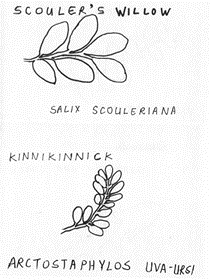 SCOULER'S WILLOW
SALIX SCOULERIANA
KINNIKINNICK
ARCTOSTAPHYLOS UVA-URSI